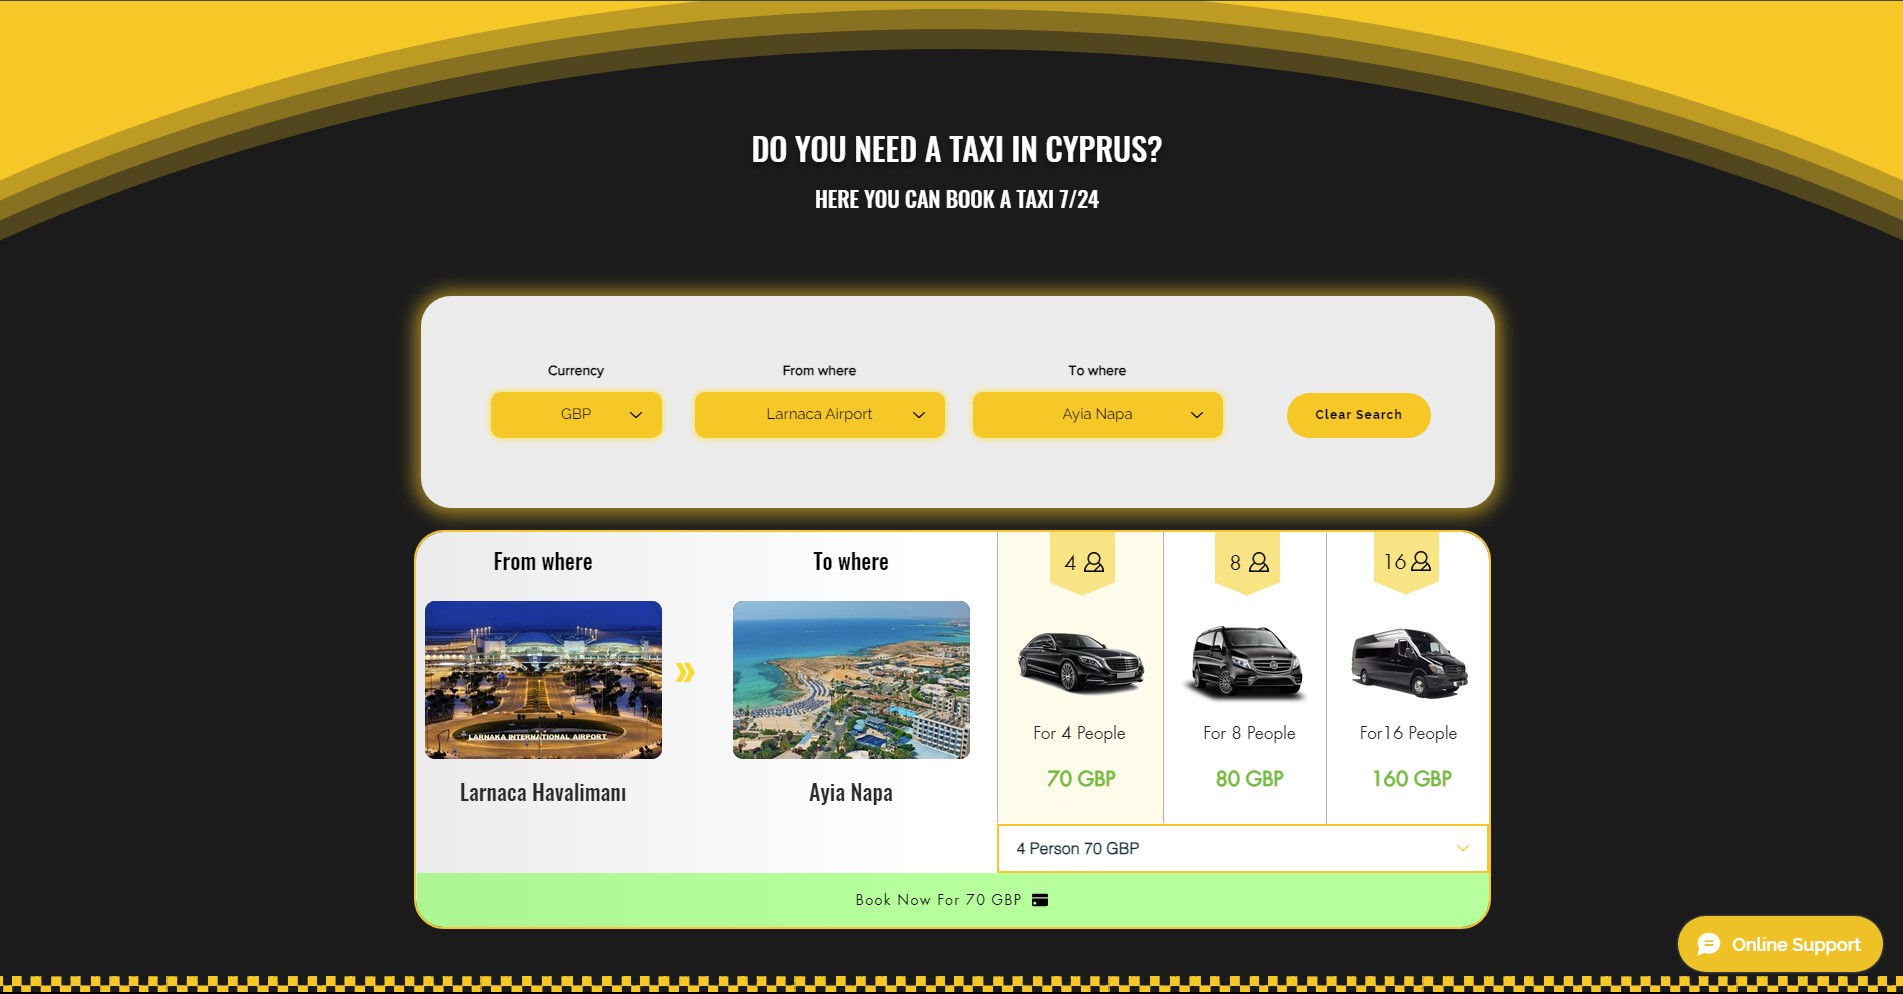 DO YOU NEED A TAXI IN CYPRUS?
HERE YOU CAN BOOK A TAXI 7/24
Currency
From where
To where
GBP
Larnaca Airport
Ayia Napa
Clear Search
From where
To where
4
8
16
LARNAKA INTERNATIONAL AIRPORT
For 4 People
For 8 People
For16 People
70 GBP
80 GBP
160 GBP
Larnaca Havalimanı
Ayia Napa
4 Person 70 GBP
Book Now For 70 GBP
Online Support